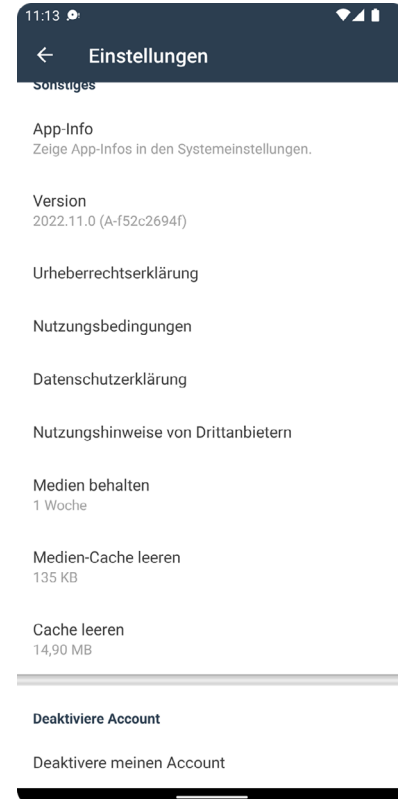 11:13
Einstellungen
Sonstiges
App-Info
Zeige App-Infos in den Systemeinstellungen.
Version
2022.11.0 (A-f52c2694f)
Urheberrechtserklärung
Nutzungsbedingungen
Datenschutzerklärung
Nutzungshinweise von Drittanbietern
Medien behalten
1 Woche
Medien-Cache leeren
135 KB
Cache leeren
14,90 MB
Deaktiviere Account
Deaktivere meinen Account